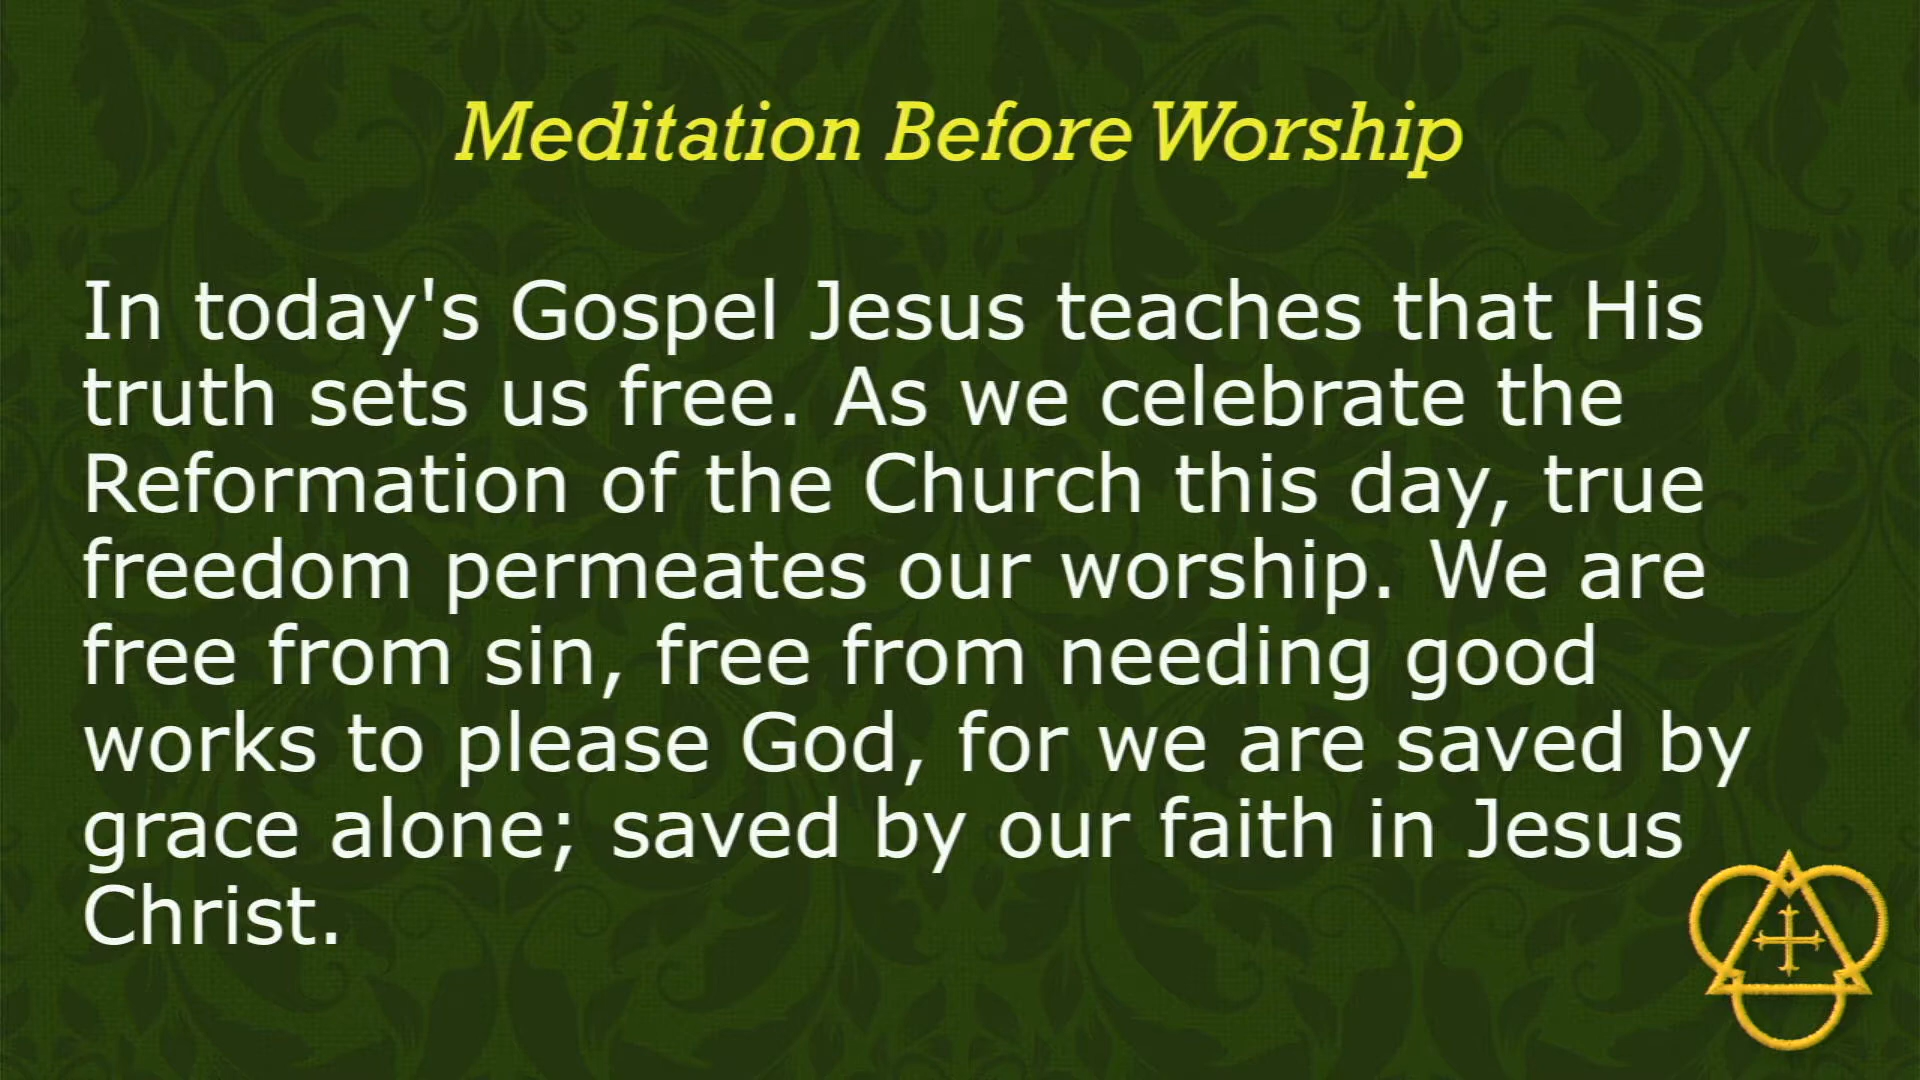 Meditation Before Worship
In today's Gospel Jesus teaches that His
truth sets us free. As we celebrate the
Reformation of the Church this day, true
freedom permeates our worship. We are
free from sin, free from needing good
works to please God, for we are saved by
grace alone; saved by our faith in Jesus
Christ.